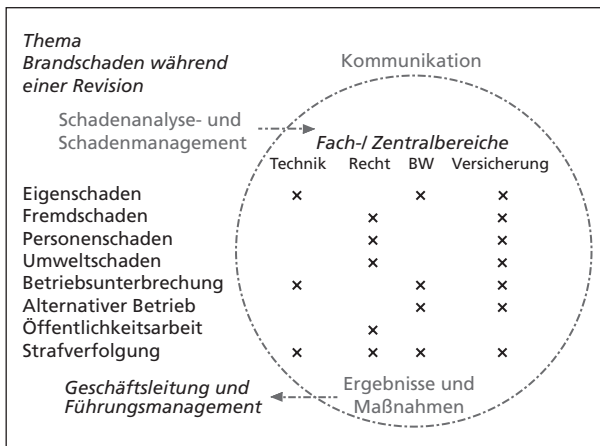 Thema
Brandschaden während
einer Revision
Kommunikation
Schadenanalyse- und
Schadenmanagement
Fach-/ Zentralbereiche
Technik Recht BW Versicherung
Eigenschaden × × ×
Fremdschaden × ×
Personenschaden × ×
Umweltschaden × ×
Betriebsunterbrechung × × ×
Alternativer Betrieb × ×
Öffentlichkeitsarbeit ×
Strafverfolgung × × × ×
Geschäftsleitung und
Führungsmanagement
Ergebnisse und
Maßnahmen